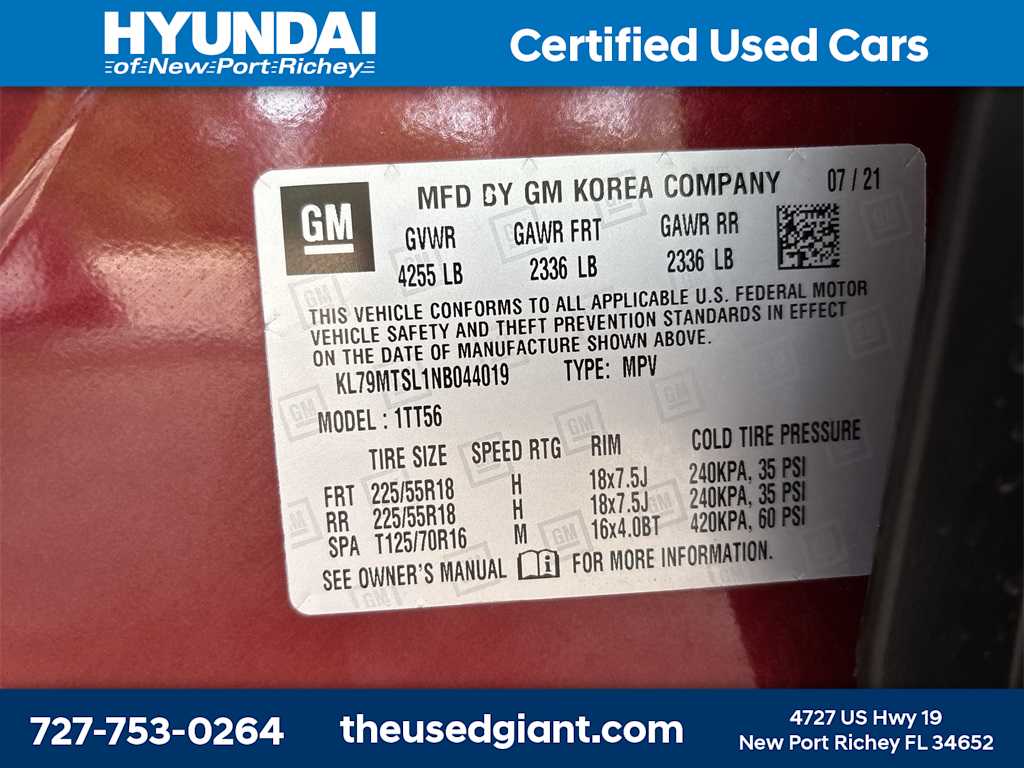 HYUNDAI
of New Port Richey
Certified Used Cars
GM
MFD BY GM KOREA COMPANY 07 / 21
GVWR GAWR FRT GAWR RR
4255 LB 2336 LB 2336 LB
THIS VEHICLE CONFORMS TO ALL APPLICABLE U.S. FEDERAL MOTOR
VEHICLE SAFETY AND THEFT PREVENTION STANDARDS IN EFFECT
ON THE DATE OF MANUFACTURE SHOWN ABOVE.
KL79MTSL1NB044019 TYPE: MPV
MODEL : 1TT56
TIRE SIZE SPEED RTG RIM COLD TIRE PRESSURE
FRT 225/55R18 H 18x7.5J 240KPA, 35 PSI
RR 225/55R18 H 18x7.5J 240KPA, 35 PSI
SPA T125/70R16 M 16x4.0BT 420KPA, 60 PSI
SEE OWNER'S MANUAL FOR MORE INFORMATION.
727-753-0264
theusedgiant.com
4727 US Hwy 19
New Port Richey FL 34652